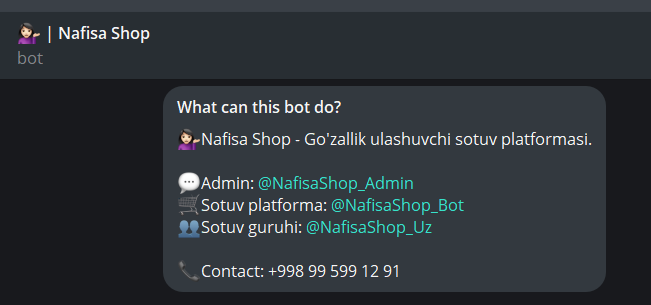 💁🏻‍♀️ | Nafisa Shop
bot
What can this bot do?
💁🏻‍♀️Nafisa Shop - Go'zallik ulashuvchi sotuv platformasi.
💬Admin: @NafisaShop_Admin
🛒Sotuv platforma: @NafisaShop_Bot
👥Sotuv guruhi: @NafisaShop_Uz
📞Contact: +998 99 599 12 91